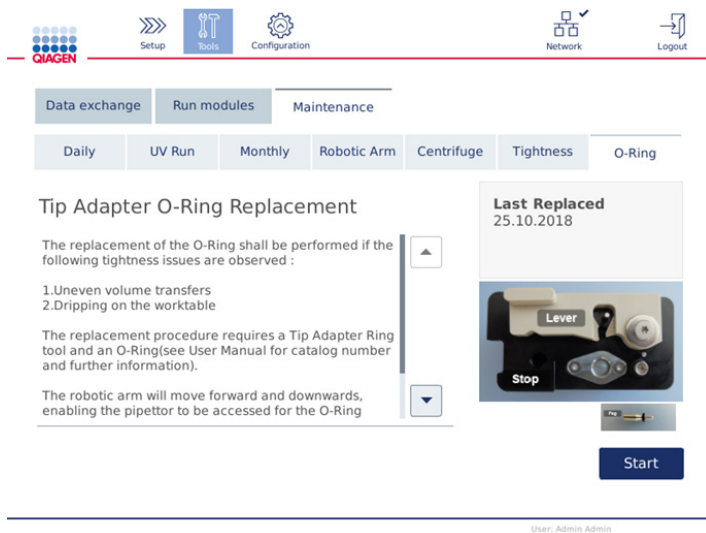 QIAGEN
Setup
Tools
Configuration
Network
Logout
Data exchange
Run modules
Maintenance
Daily
UV Run
Monthly
Robotic Arm
Centrifuge
Tightness
O-Ring
Tip Adapter O-Ring Replacement
The replacement of the O-Ring shall be performed if the
following tightness issues are observed :
1.Uneven volume transfers
2.Dripping on the worktable
The replacement procedure requires a Tip Adapter Ring
tool and an O-Ring(see User Manual for catalog number
and further information).
The robotic arm will move forward and downwards,
enabling the pipettor to be accessed for the O-Ring
Last Replaced
25.10.2018
Lever
Stop
Peg
Start
User: Admin Admin